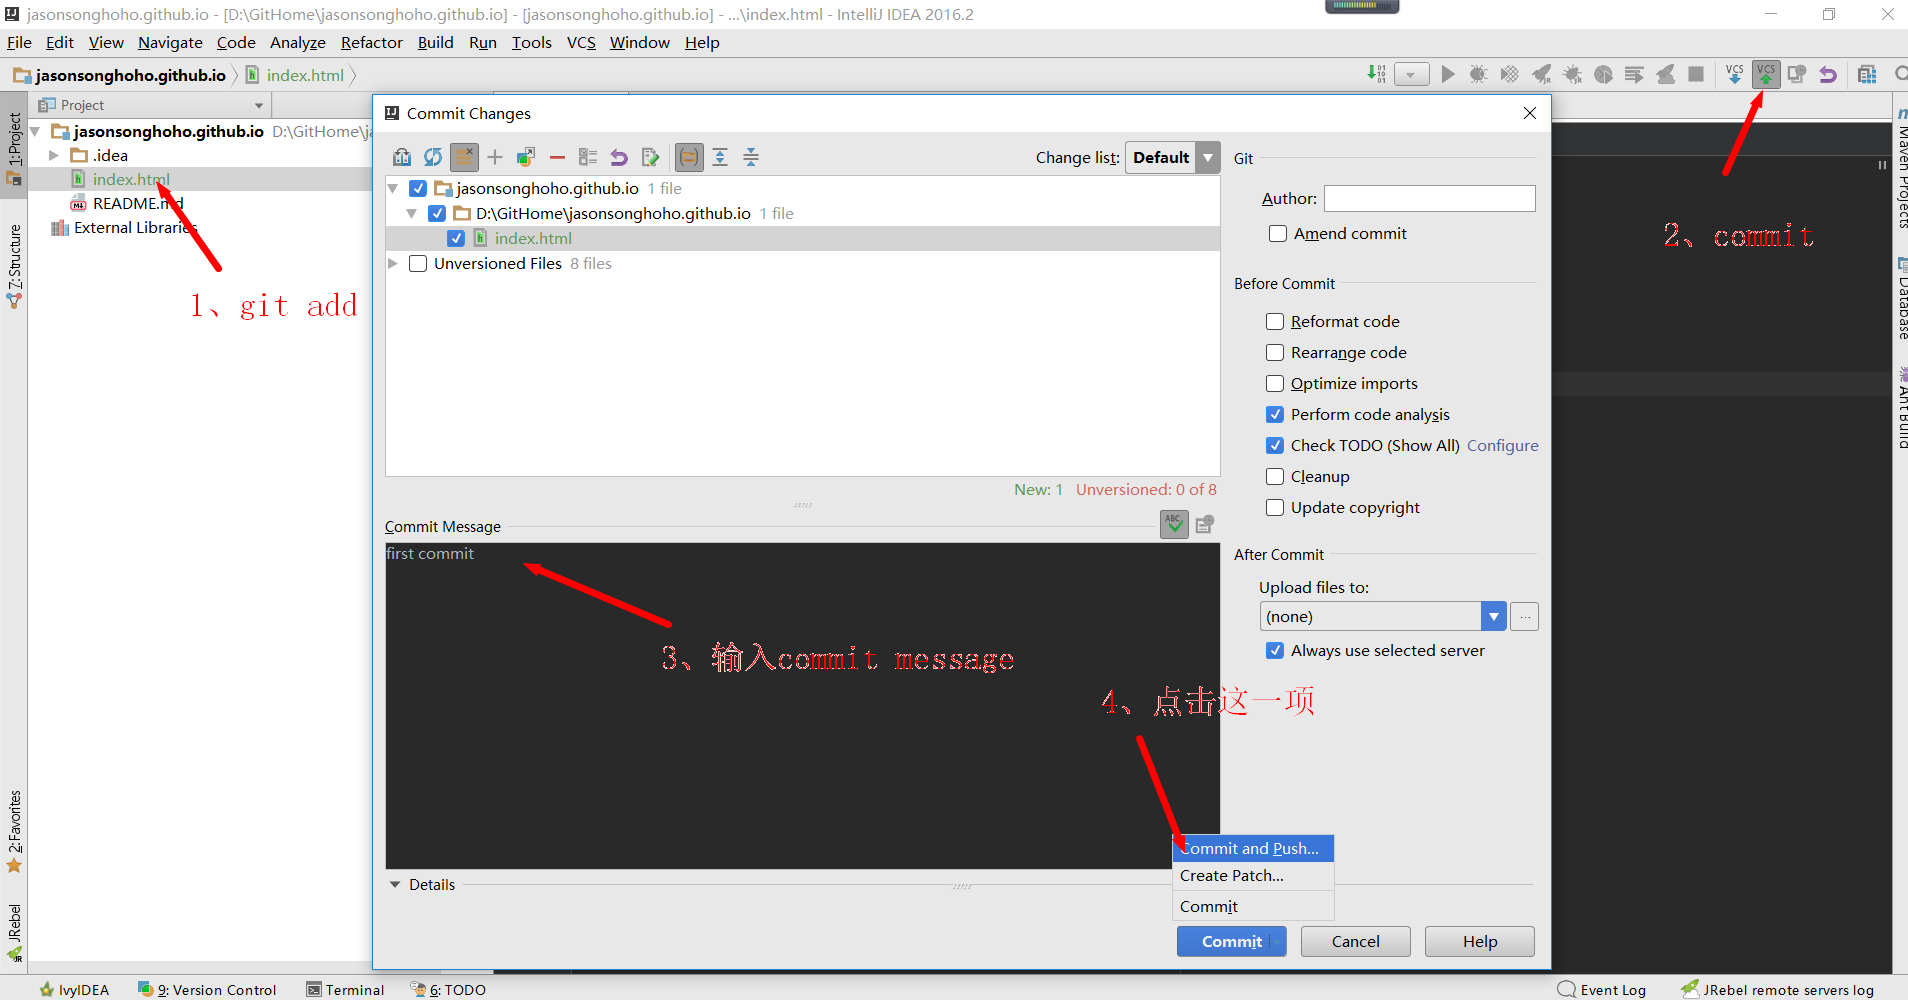 jasonsonghoho.github.io - [D:\GitHome\jasonsonghoho.github.io] - [jasonsonghoho.github.io] - ...\index.html - IntelliJ IDEA 2016.2
File Edit View Navigate Code Analyze Refactor Build Run Tools VCS Window Help
jasonsonghoho.github.io index.html
VCS VCS
Project
jasonsonghoho.github.io D:\GitHome\
.idea
index.html
README.md
External Libraries
1: Project
7: Structure
2: Favorites
JRebel
1、git add
Commit Changes
Change list: Default
jasonsonghoho.github.io 1 file
D:\GitHome\jasonsonghoho.github.io 1 file
index.html
Unversioned Files 8 files
New: 1 Unversioned: 0 of 8
Commit Message
ABC
first commit
3、输入commit message
4、点击这一项
Details
Git
Author:
Amend commit
Before Commit
Reformat code
Rearrange code
Optimize imports
Perform code analysis
Check TODO (Show All) Configure
Cleanup
Update copyright
After Commit
Upload files to:
(none)
...
Always use selected server
Commit and Push...
Create Patch...
Commit
Commit Cancel Help
2、commit
Maven Projects
Database
Ant Build
IvyIDEA 9: Version Control Terminal 6: TODO Event Log JRebel remote servers log